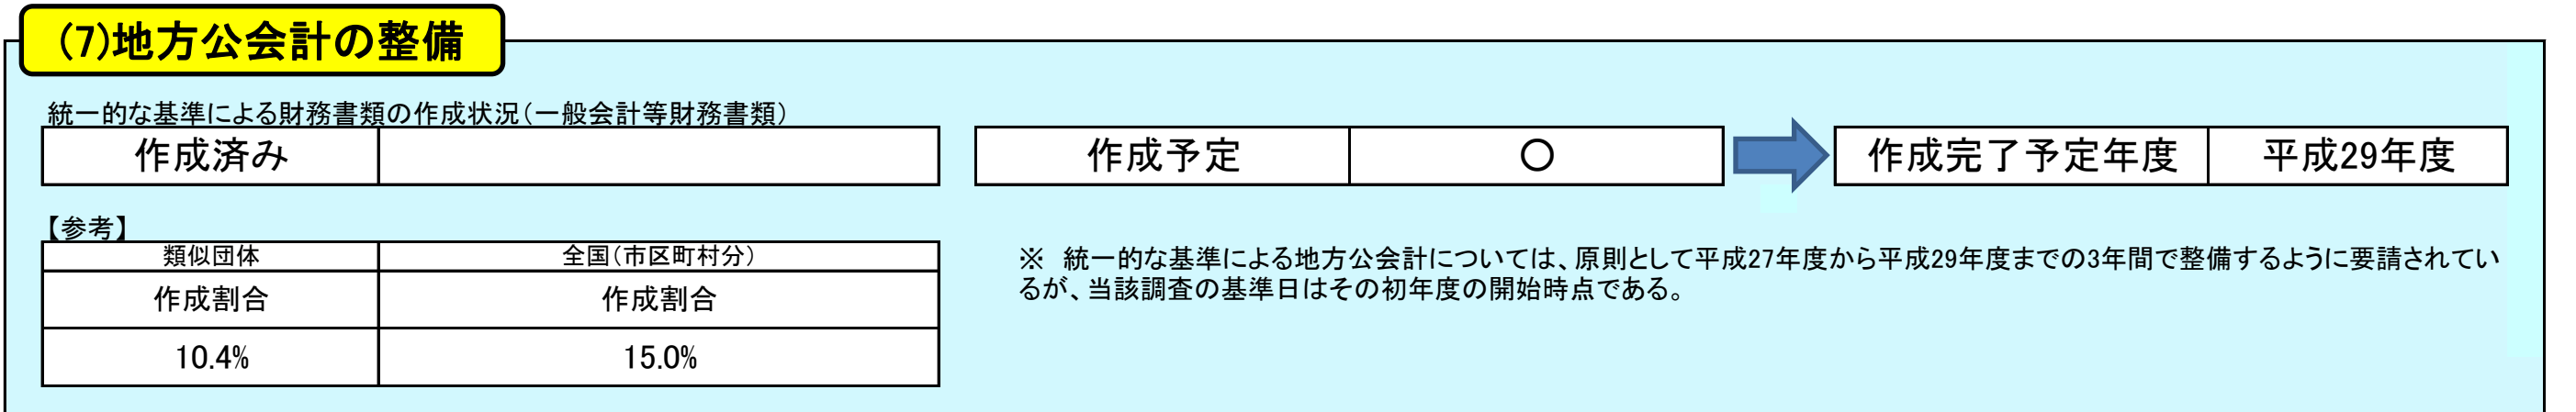 (7)地方公会計の整備
統一的な基準による財務書類の作成状況(一般会計等財務書類)
作成済み
作成予定 〇
作成完了予定年度 平成29年度
【参考】
類似団体 全国(市区町村分)
作成割合 作成割合
10.4% 15.0%
※ 統一的な基準による地方公会計については、原則として平成27年度から平成29年度までの3年間で整備するように要請されてい
るが、当該調査の基準日はその初年度の開始時点である。